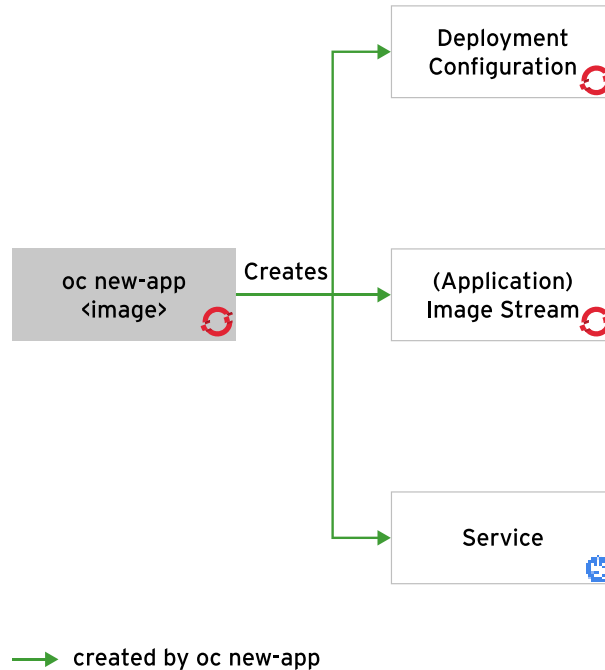 Deployment
Configuration
oc new-app
<image>
Creates
(Application)
Image Stream
Service
created by oc new-app